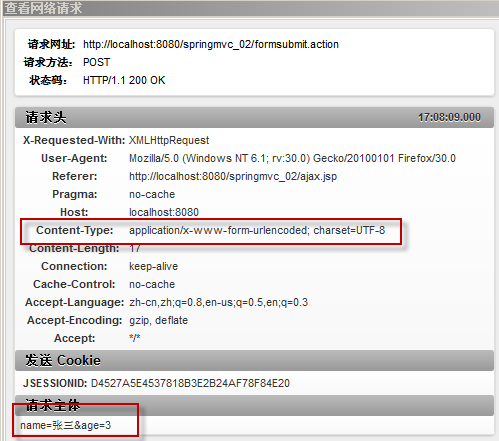 查看网络请求
请求网址: http://localhost:8080/springmvc_02/formsubmit.action
请求方法: POST
状态码: HTTP/1.1 200 OK
请求头 17:08:09.000
X-Requested-With: XMLHttpRequest
User-Agent: Mozilla/5.0 (Windows NT 6.1; rv:30.0) Gecko/20100101 Firefox/30.0
Referer: http://localhost:8080/springmvc_02/ajax.jsp
Pragma: no-cache
Host: localhost:8080
Content-Type: application/x-www-form-urlencoded; charset=UTF-8
Content-Length: 17
Connection: keep-alive
Cache-Control: no-cache
Accept-Language: zh-cn,zh;q=0.8,en-us;q=0.5,en;q=0.3
Accept-Encoding: gzip, deflate
Accept: */*
发送 Cookie
JSESSIONID: D4527A5E4537818B3E2B24AF78F84E20
请求主体
name=张三&age=3